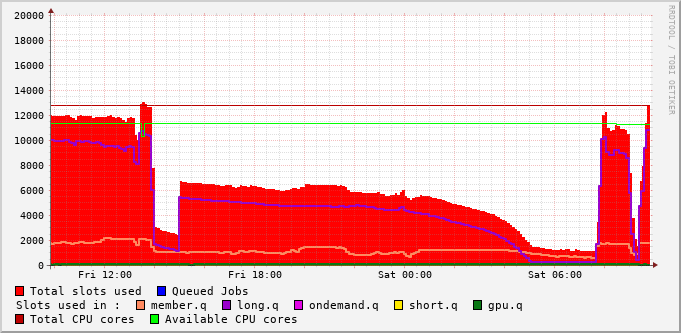 20000
18000
16000
14000
12000
10000
8000
6000
4000
2000
0
Fri 12:00 Fri 18:00 Sat 00:00 Sat 06:00
Total slots used Queued Jobs
Slots used in : member.q long.q ondemand.q short.q gpu.q
Total CPU cores Available CPU cores
RRDTOOL / TOBI OETIKER